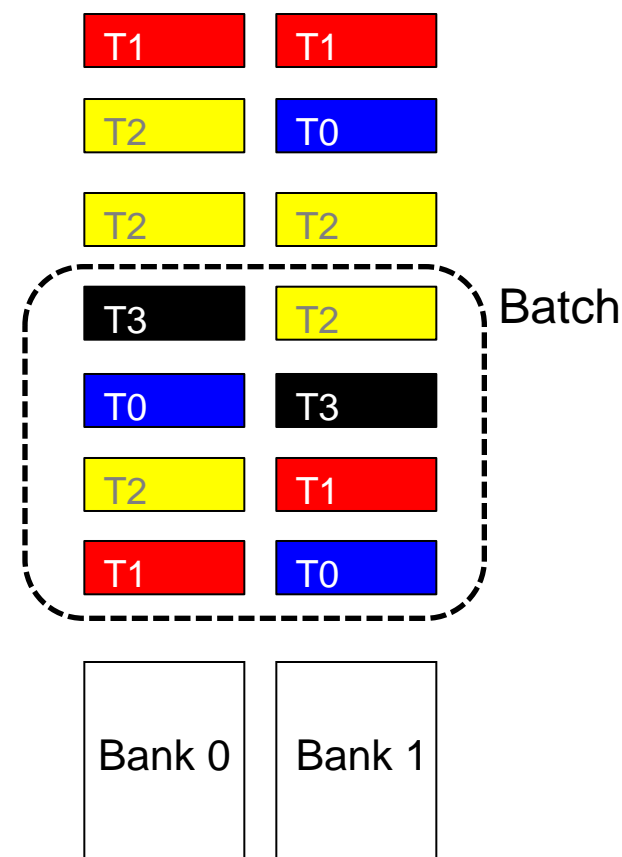 T1 T1
T2 T0
T2 T2
T3 T2 Batch
T0 T3
T2 T1
T1 T0
Bank 0 Bank 1